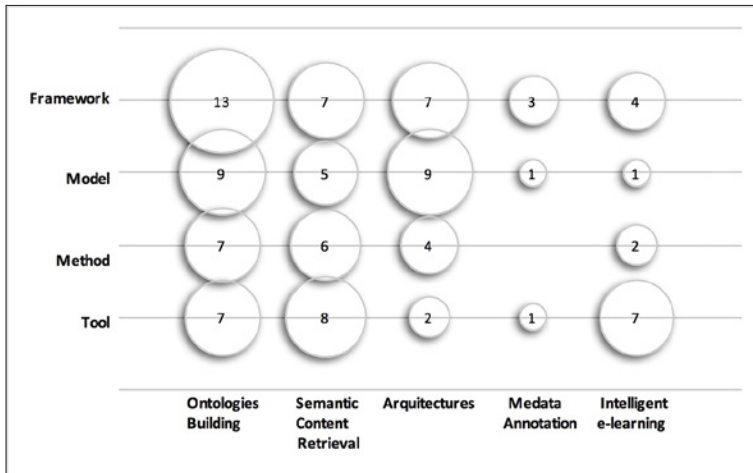 Framework
13
7
7
3
4
Model
9
5
9
1
1
Method
7
6
4
2
Tool
7
8
2
1
7
Ontologies
Building
Semantic
Content
Retrieval
Arquitectures
Medata
Annotation
Intelligent
e-learning